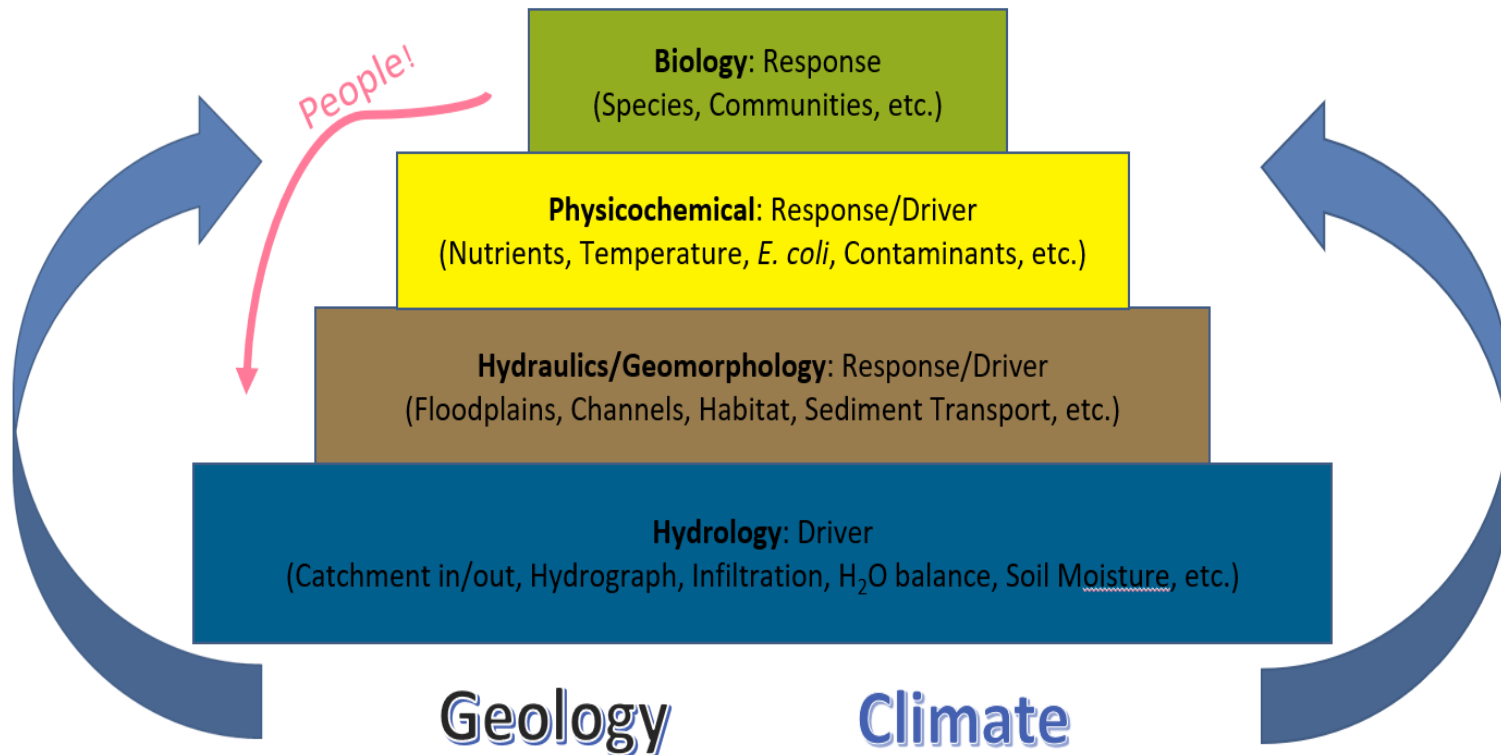 People!
Biology: Response
(Species, Communities, etc.)
Physicochemical: Response/Driver
(Nutrients, Temperature, E. coli, Contaminants, etc.)
Hydraulics/Geomorphology: Response/Driver
(Floodplains, Channels, Habitat, Sediment Transport, etc.)
Hydrology: Driver
(Catchment in/out, Hydrograph, Infiltration, H₂O balance, Soil Moisture, etc.)
Geology Climate